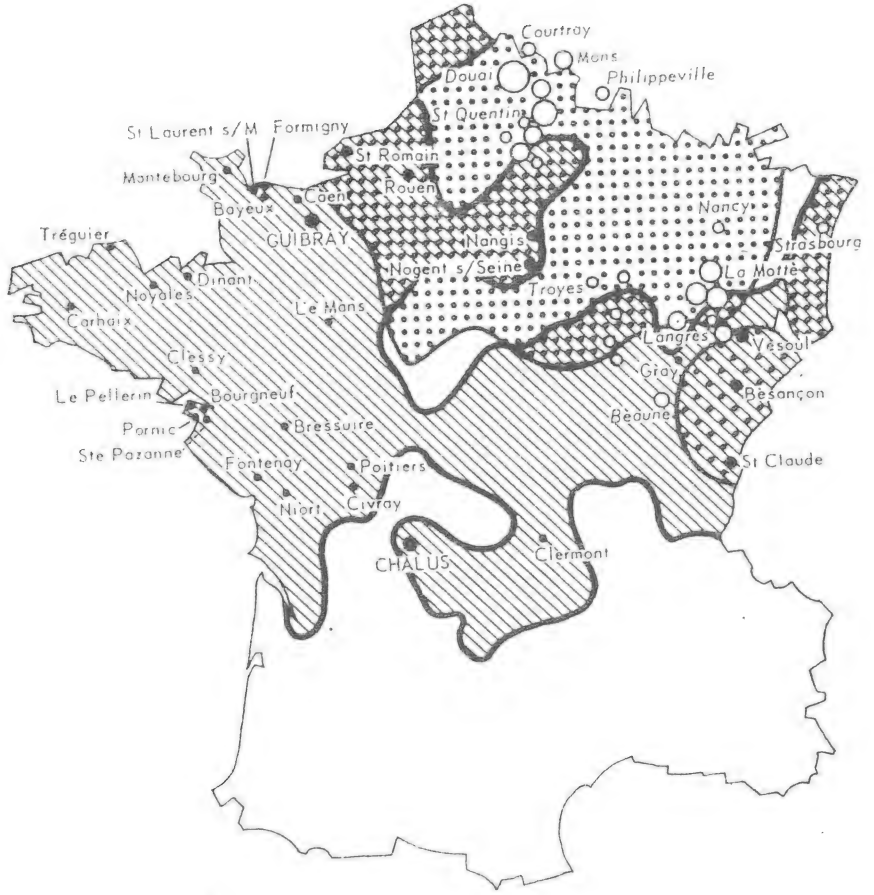 Courtray
Mons
Douai
Philippeville
St Quentin
St Laurent s/M
Formigny
St Romain
Montebourg
Rouen
Bayeux
Caen
Nancy
GUIBRAY
Nangis
Strasbourg
Tréguier
Nogent s/Seine
La Motte
Dinant
Troyes
Noyales
Le Mans
Carhaix
Langres
Vésoul
Clessy
Gray
Le Pellerin
Bourgneuf
Beaune
Bésançon
Pornic
Bressuire
Ste Pazanne
Fontenay
Poitiers
St Claude
Niort
Civray
CHALUS
Clermont